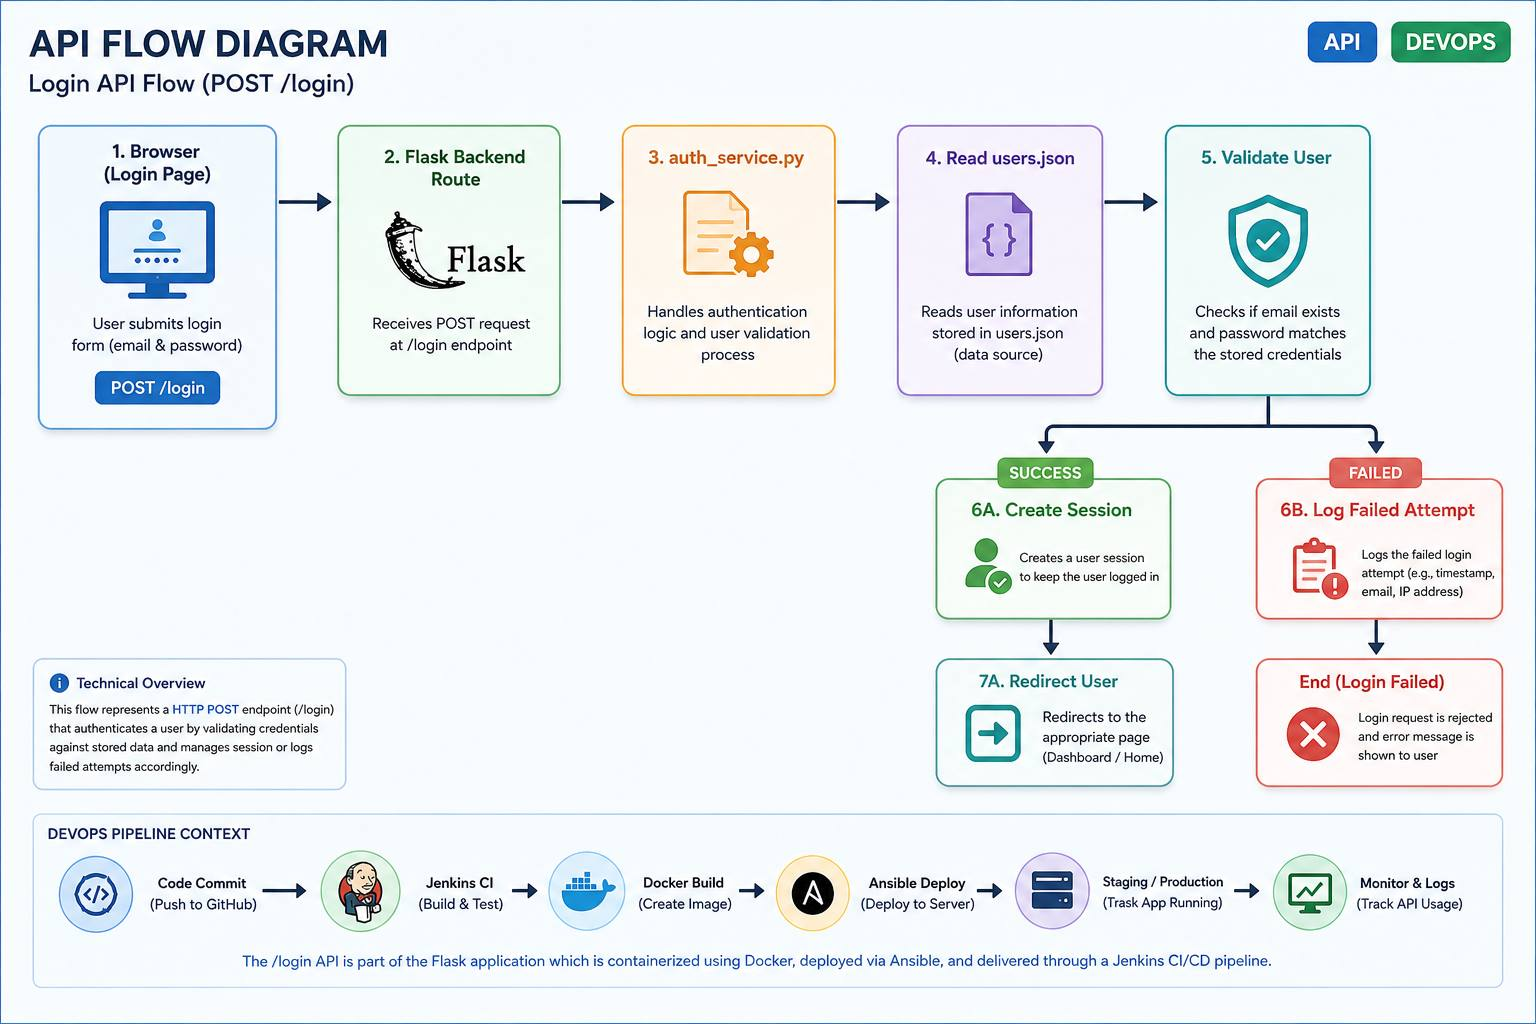 API FLOW DIAGRAM
Login API Flow (POST /login)
API
DEVOPS
1. Browser
(Login Page)
User submits login
form (email & password)
POST /login
2. Flask Backend
Route
Flask
Receives POST request
at /login endpoint
3. auth_service.py
Handles authentication
logic and user validation
process
4. Read users.json
{}
Reads user information
stored in users.json
(data source)
5. Validate User
Checks if email exists
and password matches
the stored credentials
SUCCESS
6A. Create Session
Creates a user session
to keep the user logged in
FAILED
6B. Log Failed Attempt
Logs the failed login
attempt (e.g., timestamp,
email, IP address)
7A. Redirect User
Redirects to the
appropriate page
(Dashboard / Home)
End (Login Failed)
Login request is rejected
and error message is
shown to user
i Technical Overview
This flow represents a HTTP POST endpoint (/login)
that authenticates a user by validating credentials
against stored data and manages session or logs
failed attempts accordingly.
DEVOPS PIPELINE CONTEXT
</>
Code Commit
(Push to GitHub)
Jenkins CI
(Build & Test)
Docker Build
(Create Image)
A
Ansible Deploy
(Deploy to Server)
Staging / Production
(Trask App Running)
Monitor & Logs
(Track API Usage)
The /login API is part of the Flask application which is containerized using Docker, deployed via Ansible, and delivered through a Jenkins CI/CD pipeline.